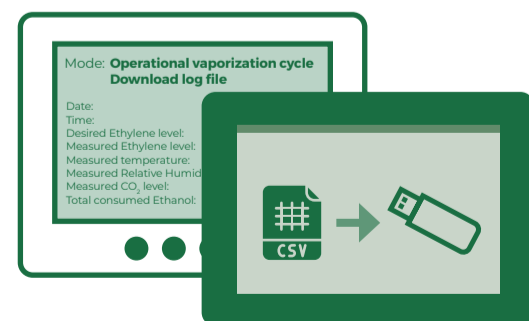 Mode: Operational vaporization cycle
Download log file
Date:
Time:
Desired Ethylene level:
Measured Ethylene level:
Measured temperature:
Measured Relative Humid
Measured CO₂ level:
Total consumed Ethanol:
CSV